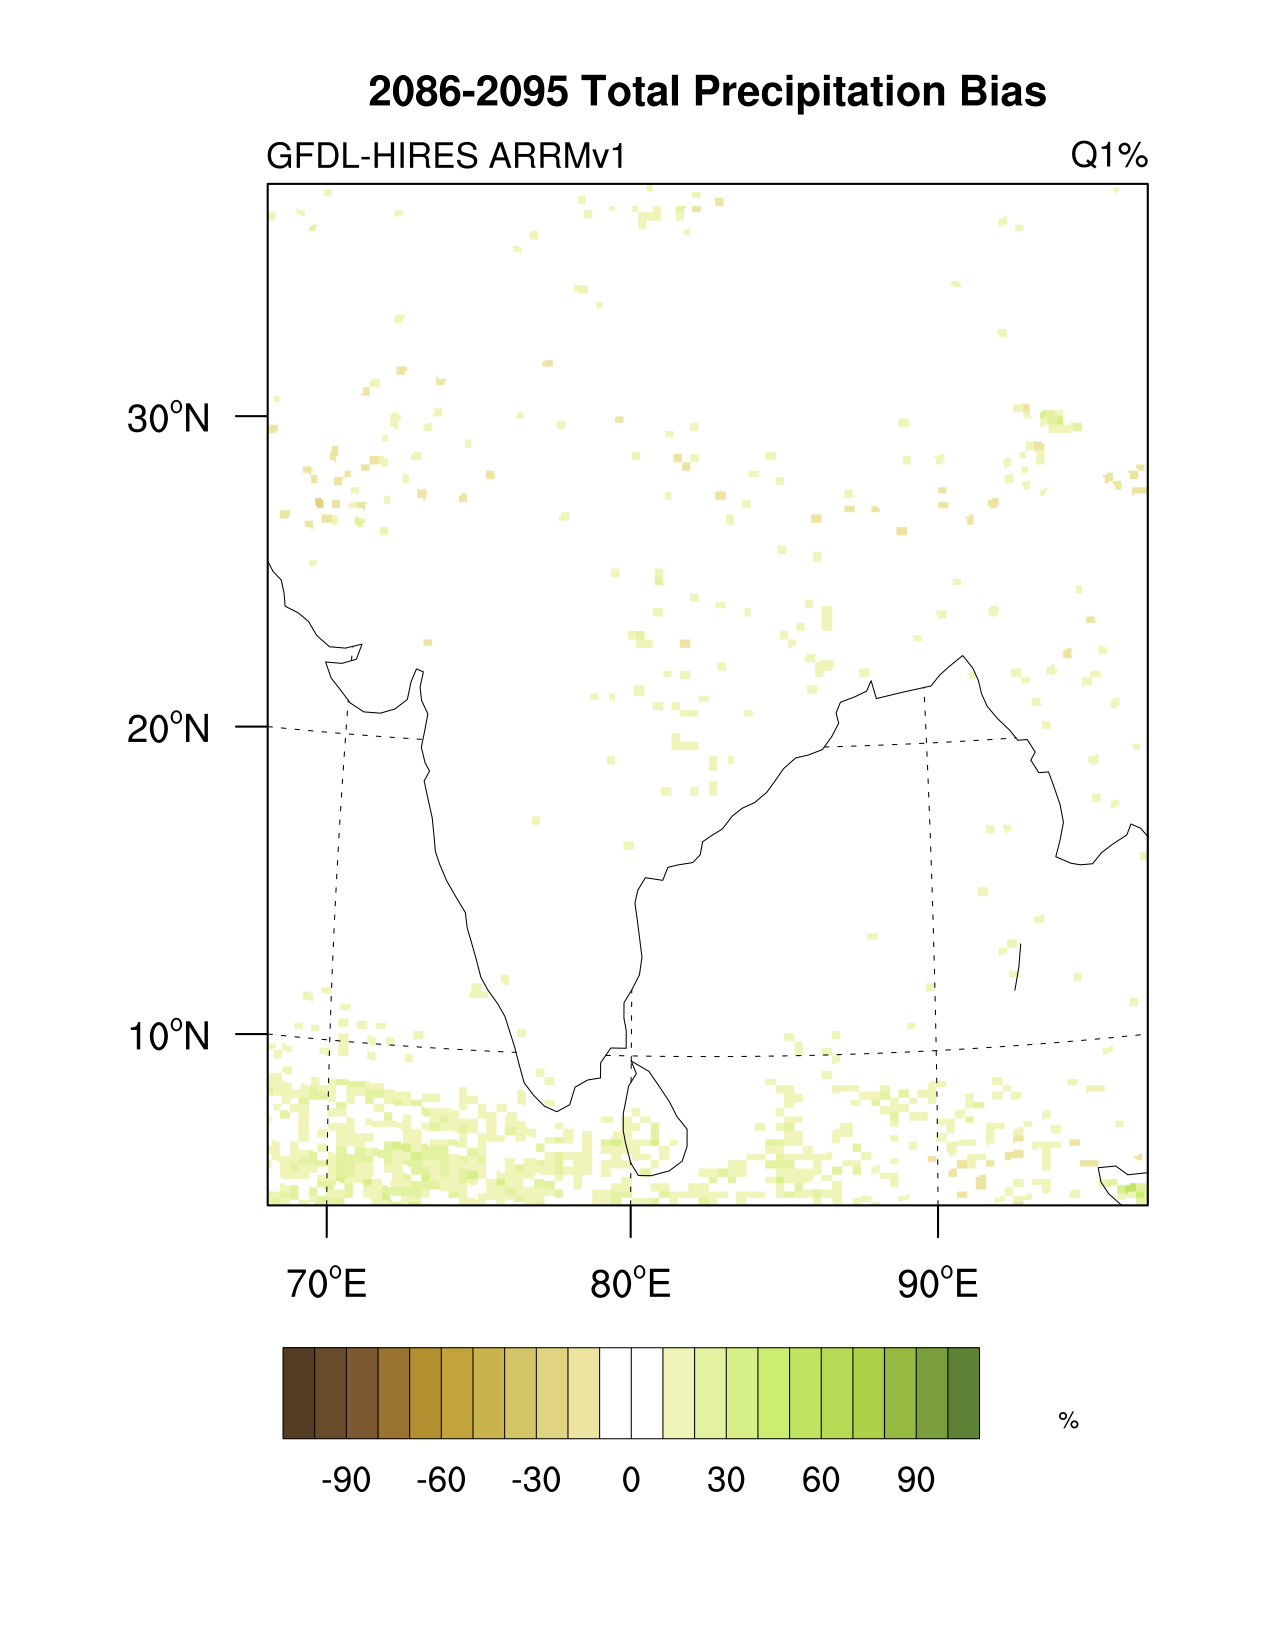 2086-2095 Total Precipitation Bias
GFDL-HIRES ARRMv1 Q1%
30°N
20°N
10°N
70°E 80°E 90°E
%
-90 -60 -30 0 30 60 90